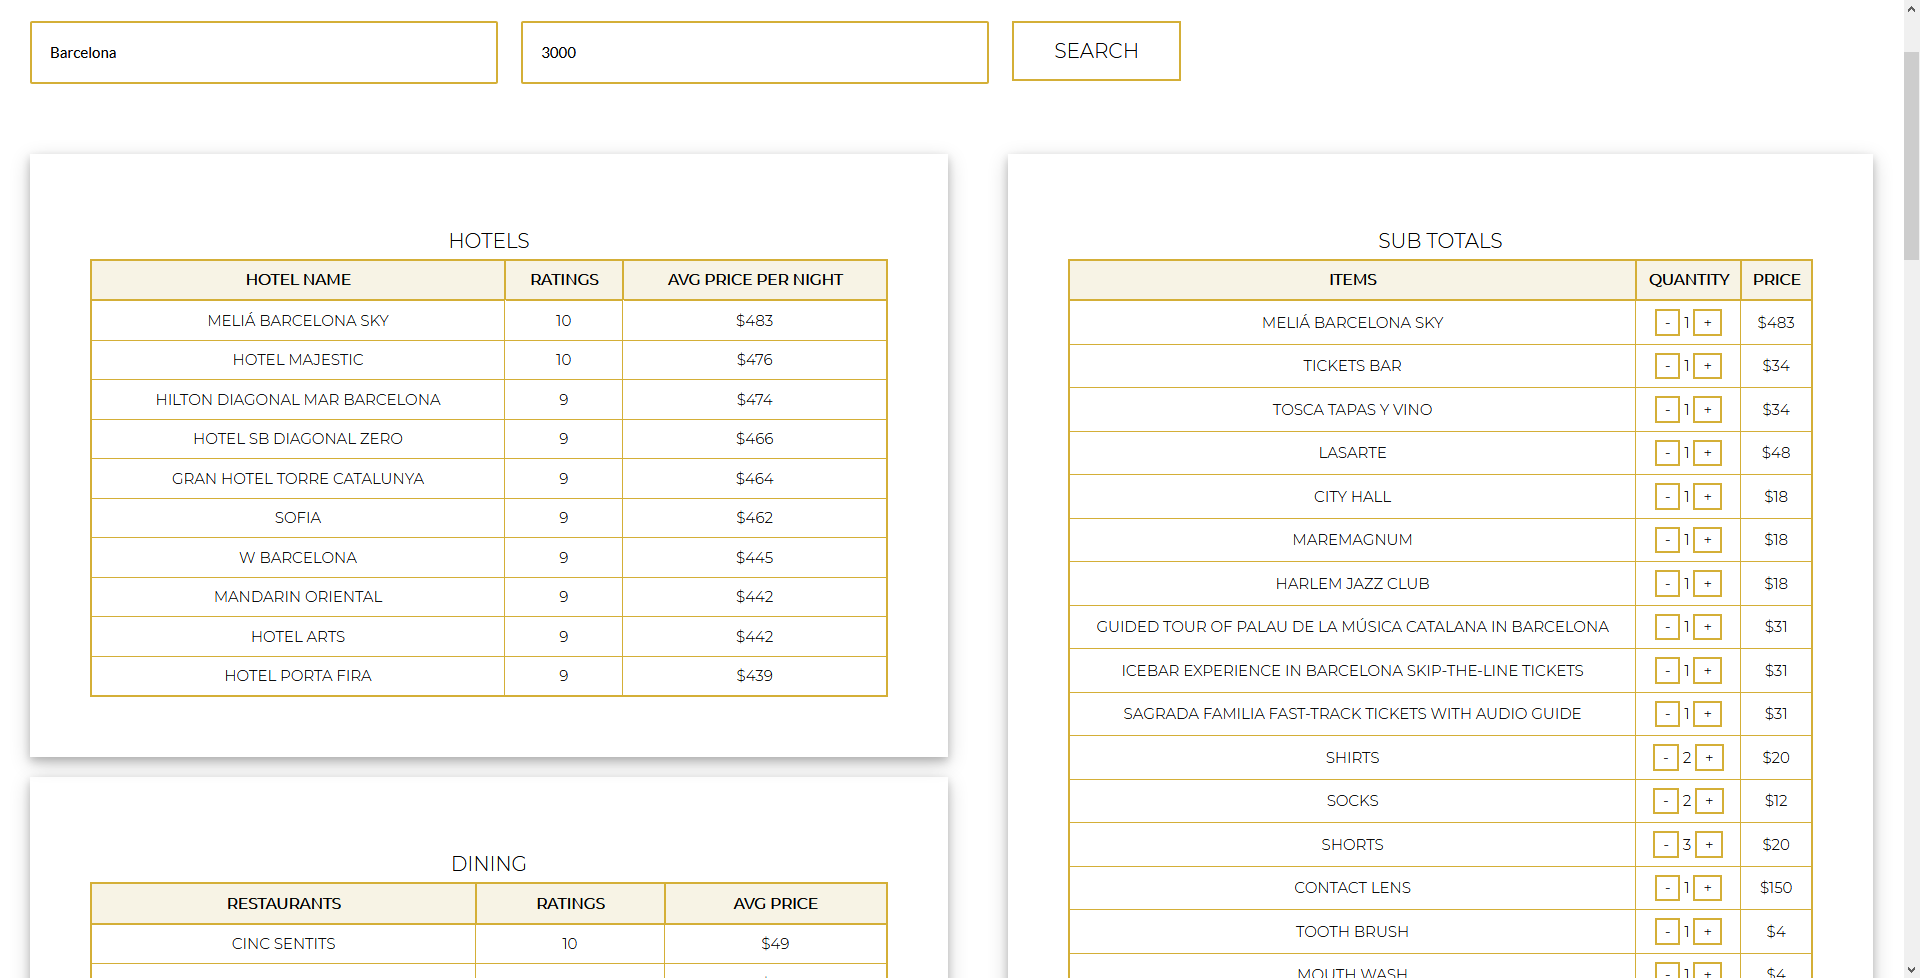 Barcelona
3000
SEARCH
HOTELS
HOTEL NAME RATINGS AVG PRICE PER NIGHT
MELIÁ BARCELONA SKY 10 $483
HOTEL MAJESTIC 10 $476
HILTON DIAGONAL MAR BARCELONA 9 $474
HOTEL SB DIAGONAL ZERO 9 $466
GRAN HOTEL TORRE CATALUNYA 9 $464
SOFIA 9 $462
W BARCELONA 9 $445
MANDARIN ORIENTAL 9 $442
HOTEL ARTS 9 $442
HOTEL PORTA FIRA 9 $439
DINING
RESTAURANTS RATINGS AVG PRICE
CINC SENTITS 10 $49
SUB TOTALS
ITEMS QUANTITY PRICE
MELIÁ BARCELONA SKY - 1 + $483
TICKETS BAR - 1 + $34
TOSCA TAPAS Y VINO - 1 + $34
LASARTE - 1 + $48
CITY HALL - 1 + $18
MAREMAGNUM - 1 + $18
HARLEM JAZZ CLUB - 1 + $18
GUIDED TOUR OF PALAU DE LA MÚSICA CATALANA IN BARCELONA - 1 + $31
ICEBAR EXPERIENCE IN BARCELONA SKIP-THE-LINE TICKETS - 1 + $31
SAGRADA FAMILIA FAST-TRACK TICKETS WITH AUDIO GUIDE - 1 + $31
SHIRTS - 2 + $20
SOCKS - 2 + $12
SHORTS - 3 + $20
CONTACT LENS - 1 + $150
TOOTH BRUSH - 1 + $4
MOUTH WASH - 1 + $4